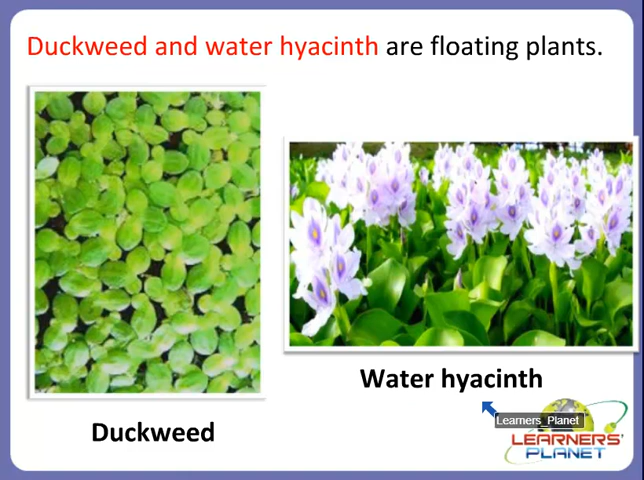 Duckweed and water hyacinth are floating plants.
Water hyacinth
Duckweed
Learners_Planet
LEARNERS'
PLANET